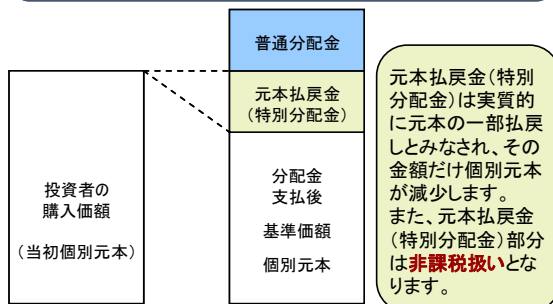 普通分配金
元本払戻金
(特別分配金)
投資者の
購入価額
(当初個別元本)
分配金
支払後
基準価額
個別元本
元本払戻金(特別
分配金)は実質的
に元本の一部払戻
しとみなされ、その
金額だけ個別元本
が減少します。
また、元本払戻金
(特別分配金)部分
は非課税扱いとな
ります。